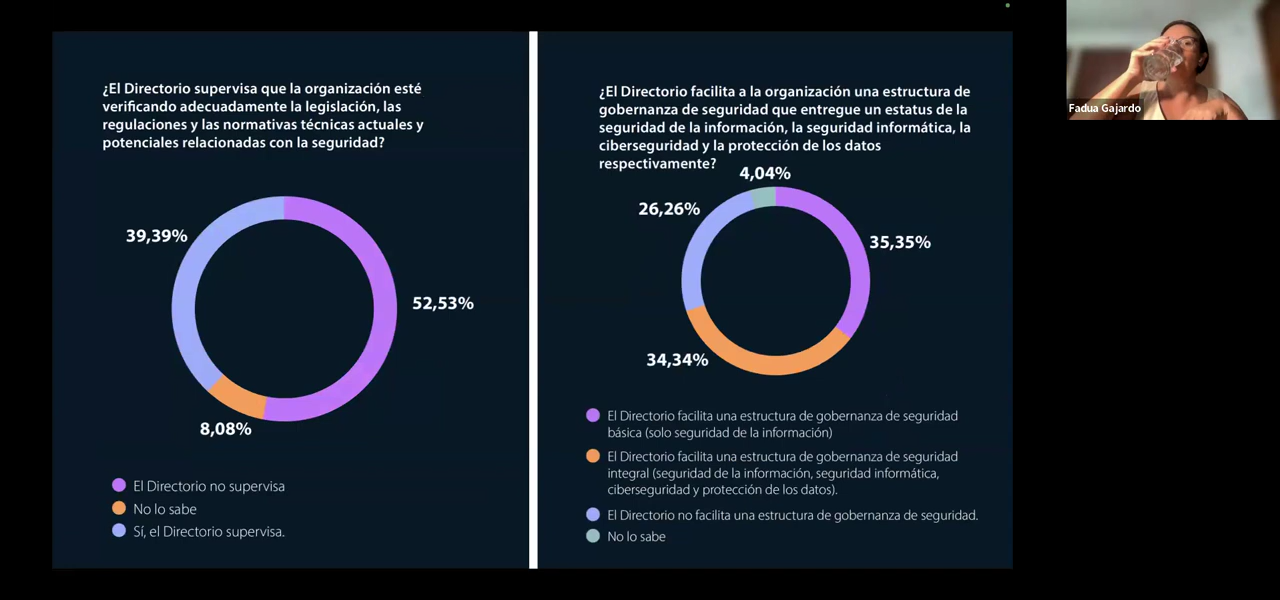 ¿El Directorio supervisa que la organización esté
verificando adecuadamente la legislación, las
regulaciones y las normativas técnicas actuales y
potenciales relacionadas con la seguridad?
39,39%
52,53%
8,08%
El Directorio no supervisa
No lo sabe
Sí, el Directorio supervisa.
¿El Directorio facilita a la organización una estructura de
gobernanza de seguridad que entregue un estatus de la
seguridad de la información, la seguridad informática, la
ciberseguridad y la protección de los datos
respectivamente?
4,04%
26,26%
35,35%
34,34%
El Directorio facilita una estructura de gobernanza de seguridad
básica (solo seguridad de la información)
El Directorio facilita una estructura de gobernanza de seguridad
integral (seguridad de la información, seguridad informática,
ciberseguridad y protección de los datos).
El Directorio no facilita una estructura de gobernanza de seguridad.
No lo sabe
Fadua Gajardo